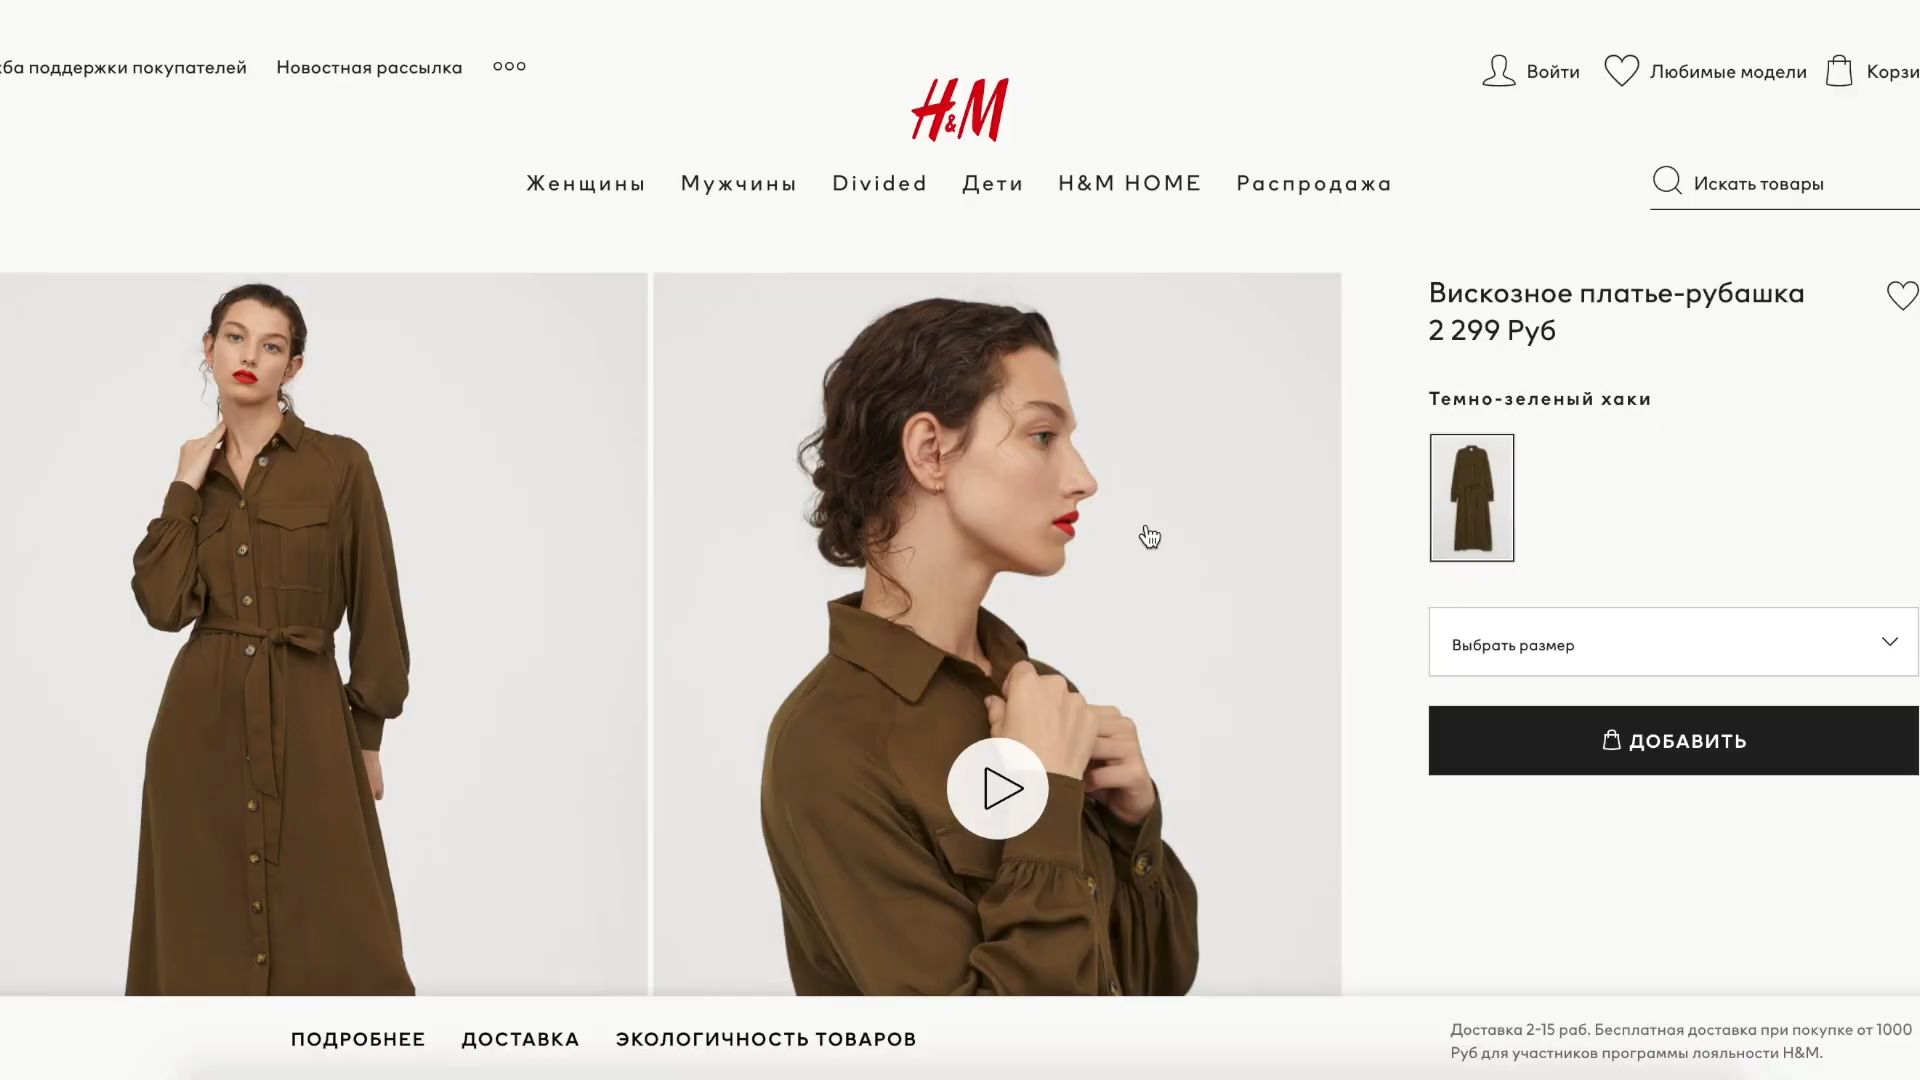 ба поддержки покупателей
Новостная рассылка
Войти
Любимые модели
Корзи
H&M
Женщины
Мужчины
Divided
Дети
H&M HOME
Распродажа
Искать товары
Вискозное платье-рубашка
2 299 Руб
Темно-зеленый хаки
Выбрать размер
ДОБАВИТЬ
ПОДРОБНЕЕ
ДОСТАВКА
ЭКОЛОГИЧНОСТЬ ТОВАРОВ
Доставка 2-15 раб. Бесплатная доставка при покупке от 1000
Руб для участников программы лояльности H&M.